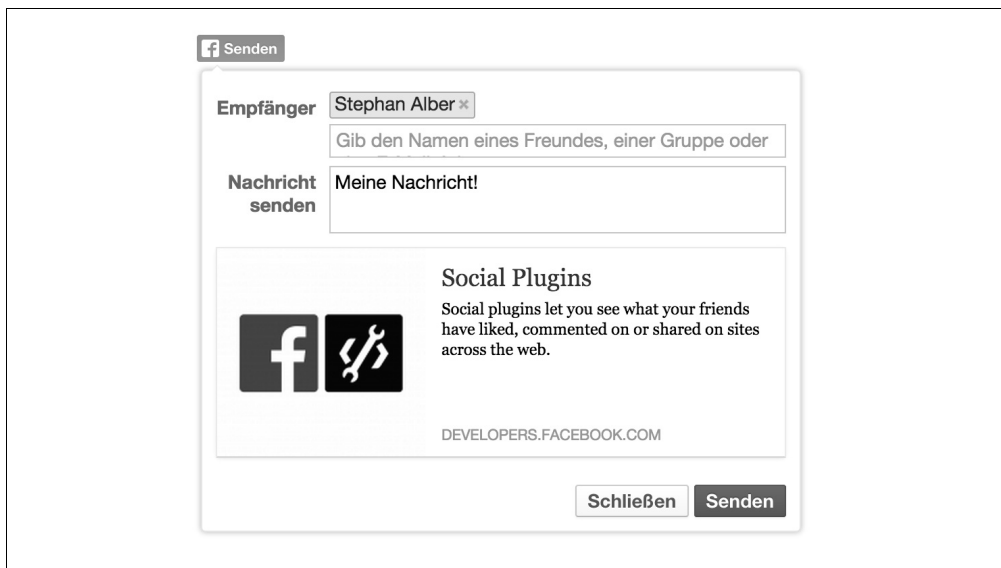 Senden
Empfänger
Stephan Alber
Gib den Namen eines Freundes, einer Gruppe oder
Nachricht
senden
Meine Nachricht!
Social Plugins
Social plugins let you see what your friends
have liked, commented on or shared on sites
across the web.
DEVELOPERS.FACEBOOK.COM
Schließen
Senden